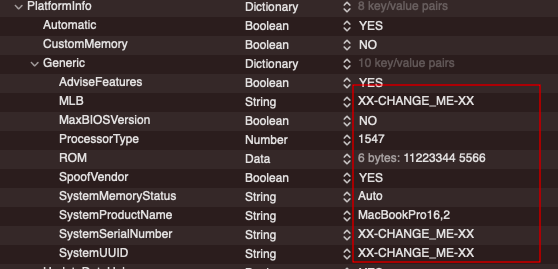 PlatformInfo Dictionary 8 key/value pairs
Automatic Boolean YES
CustomMemory Boolean NO
Generic Dictionary 10 key/value pairs
AdviseFeatures Boolean YES
MLB String XX-CHANGE_ME-XX
MaxBIOSVersion Boolean NO
ProcessorType Number 1547
ROM Data 6 bytes: 11223344 5566
SpoofVendor Boolean YES
SystemMemoryStatus String Auto
SystemProductName String MacBookPro16,2
SystemSerialNumber String XX-CHANGE_ME-XX
SystemUUID String XX-CHANGE_ME-XX